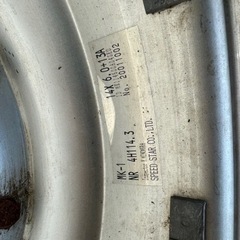 14X 6.0+13A
No. 20011002
MK-1
NR 4H114.3
SPEED STAR CO.,LTD.